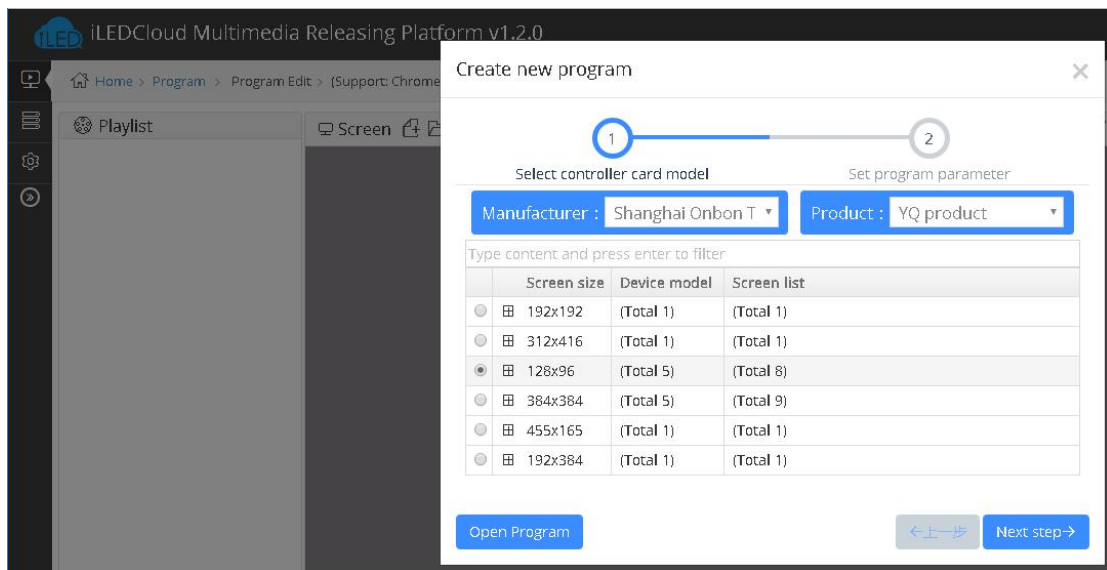 iLED iLEDCloud Multimedia Releasing Platform v1.2.0
Home > Program > Program Edit > (Support: Chrome
Playlist
Screen
Create new program
×
1
2
Select controller card model
Set program parameter
Manufacturer : Shanghai Onbon T
Product : YQ product
Type content and press enter to filter
Screen size Device model Screen list
192x192 (Total 1) (Total 1)
312x416 (Total 1) (Total 1)
128x96 (Total 5) (Total 8)
384x384 (Total 5) (Total 9)
455x165 (Total 1) (Total 1)
192x384 (Total 1) (Total 1)
Open Program
←上一步
Next step→